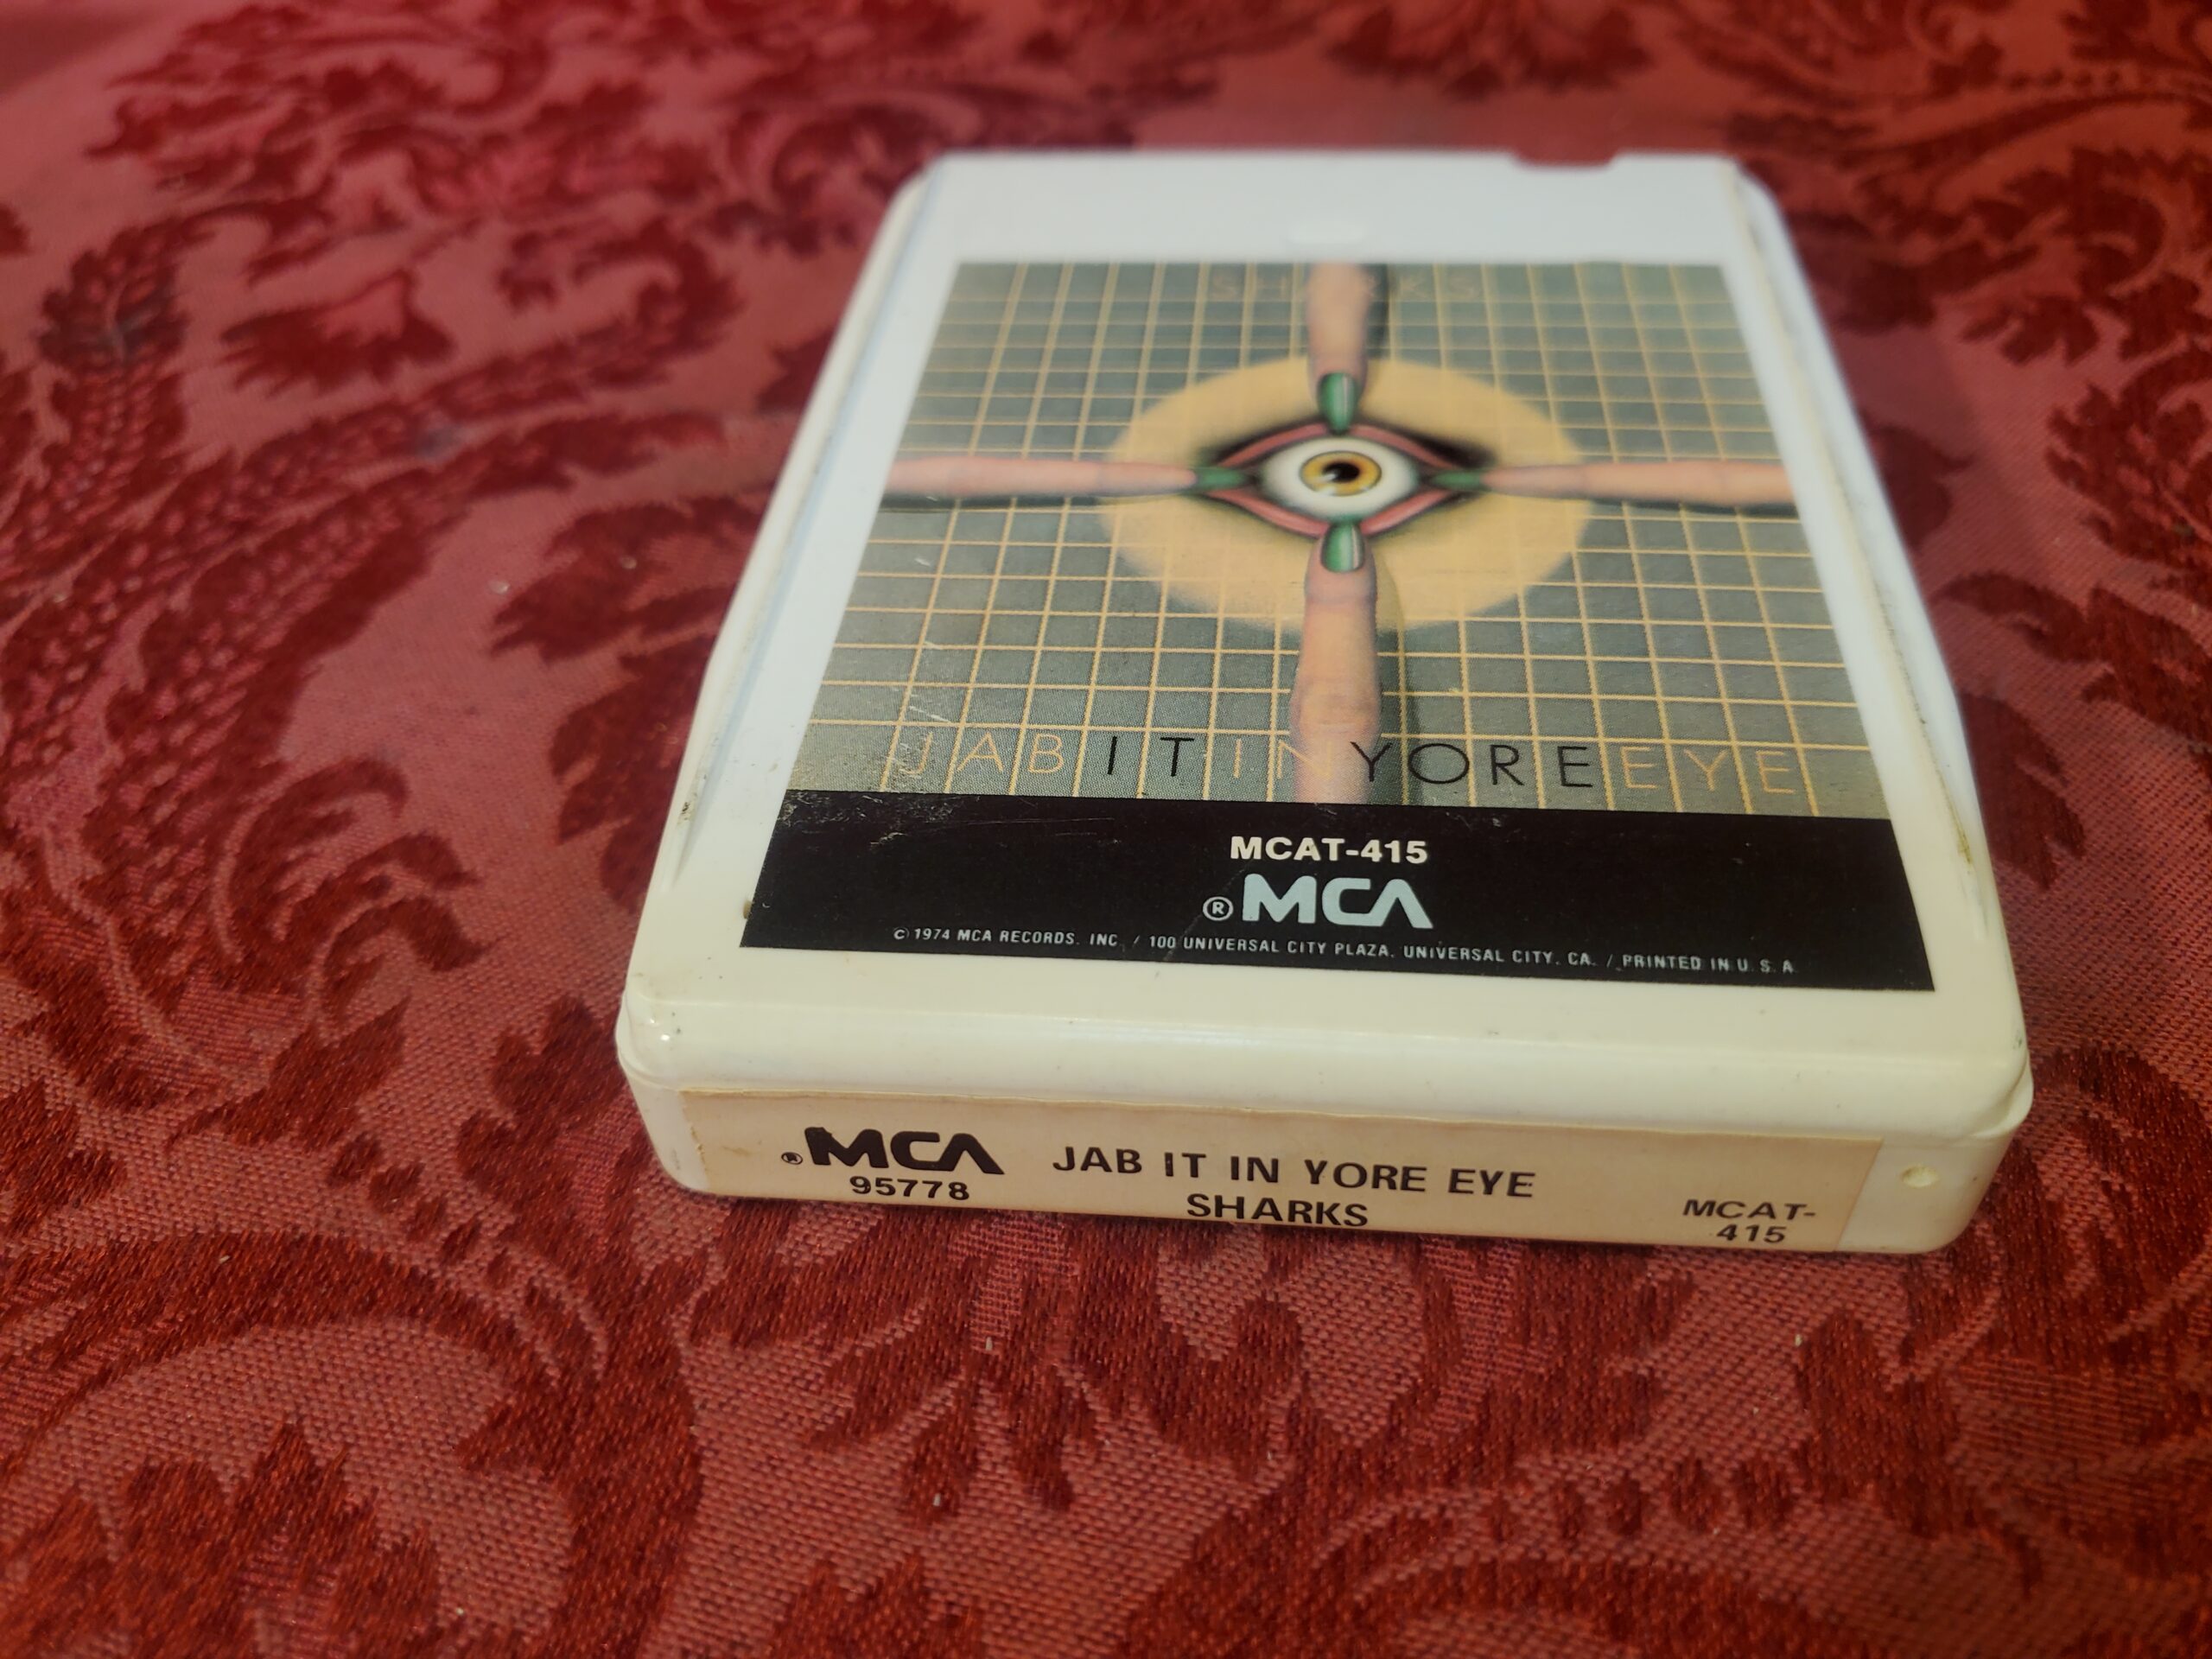 SHARKS
JAB IT IN YORE EYE
MCAT-415
® MCA
© 1974 MCA RECORDS, INC. / 100 UNIVERSAL CITY PLAZA, UNIVERSAL CITY, CA. / PRINTED IN U.S.A.
® MCA
95778
JAB IT IN YORE EYE
SHARKS
MCAT-
415